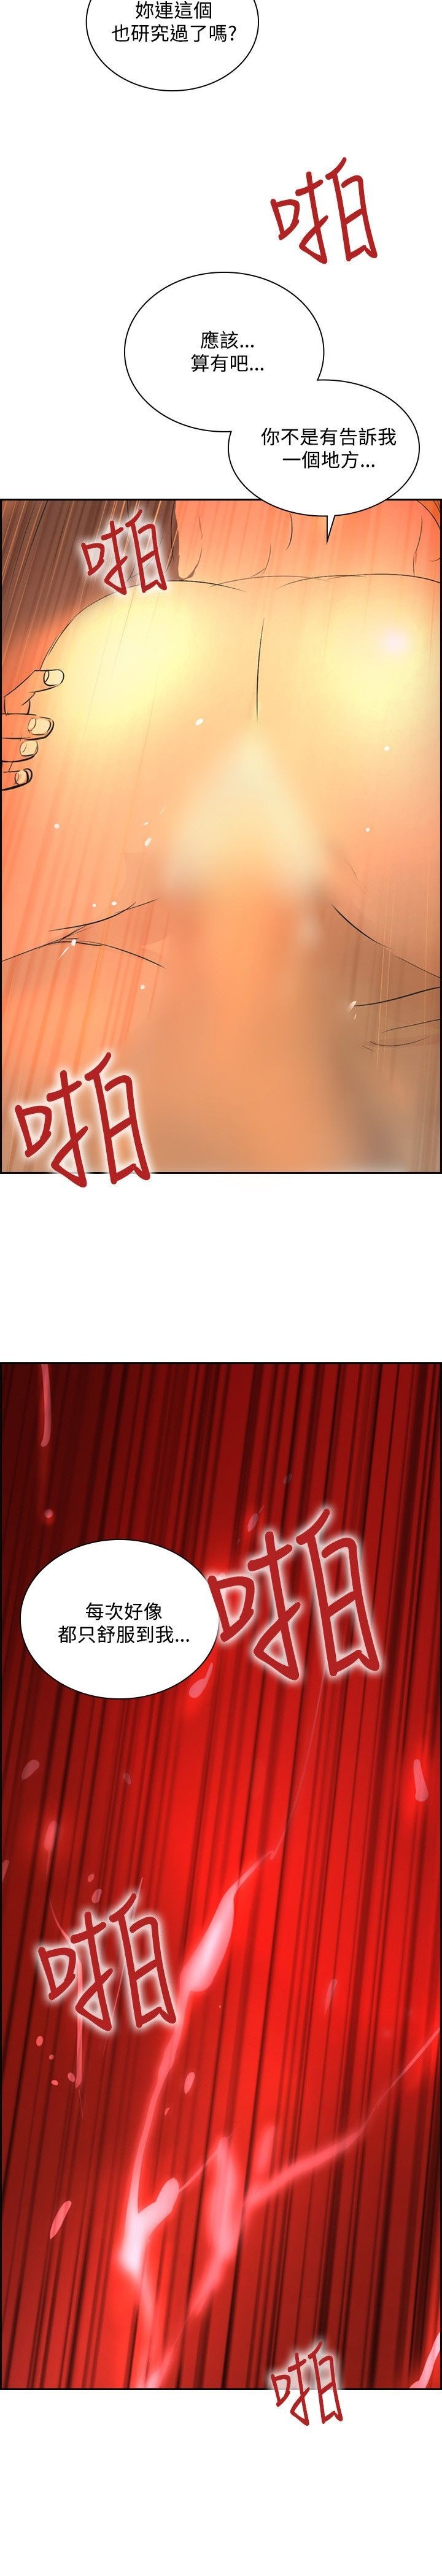 妳連這個
也研究過了嗎?
啪
應該...
算有吧...
你不是有告訴我
一個地方...
啪
啪
啪
每次好像
都只舒服到我...
啪
啪